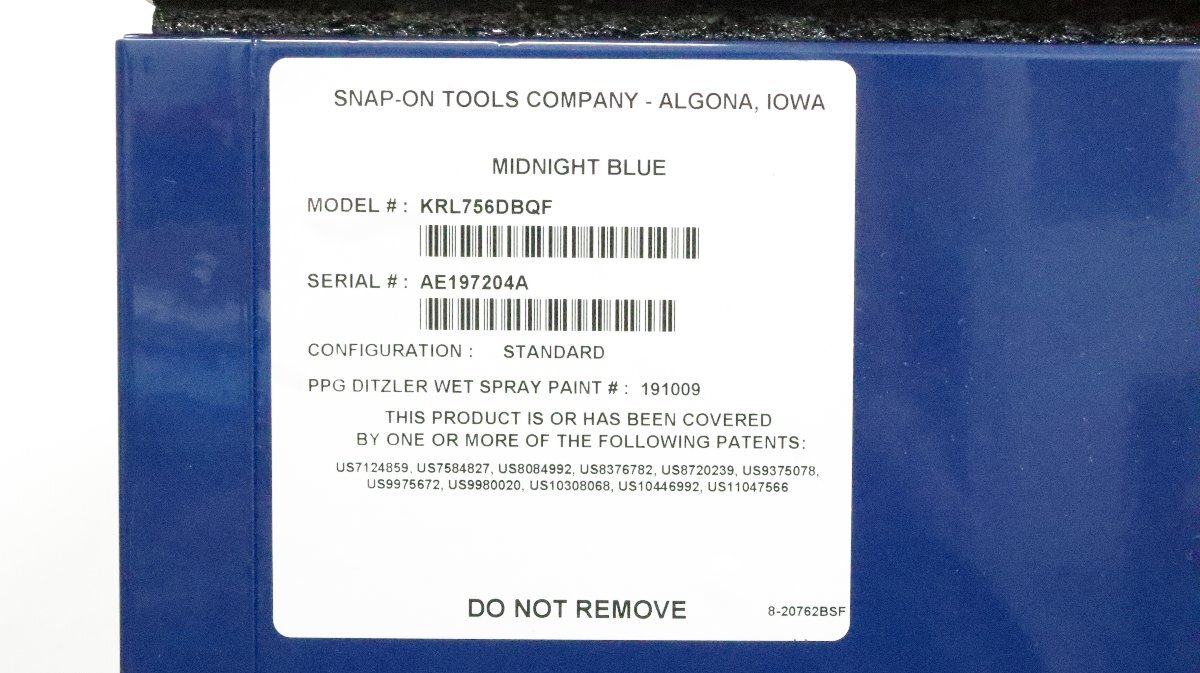 SNAP-ON TOOLS COMPANY - ALGONA, IOWA
MIDNIGHT BLUE
MODEL # : KRL756DBQF
SERIAL # : AE197204A
CONFIGURATION : STANDARD
PPG DITZLER WET SPRAY PAINT # : 191009
THIS PRODUCT IS OR HAS BEEN COVERED
BY ONE OR MORE OF THE FOLLOWING PATENTS:
US7124859, US7584827, US8084992, US8376782, US8720239, US9375078,
US9975672, US9980020, US10308068, US10446992, US11047566
DO NOT REMOVE
8-20762BSF